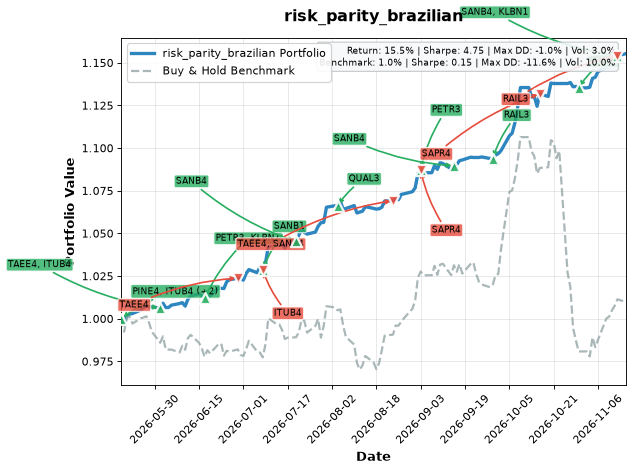 SANB4, KLBN1
risk_parity_brazilian
risk_parity_brazilian Portfolio
Buy & Hold Benchmark
Return: 15.5% | Sharpe: 4.75 | Max DD: -1.0% | Vol: 3.0%
Benchmark: 1.0% | Sharpe: 0.15 | Max DD: -11.6% | Vol: 10.0%
RAIL3
PETR3
RAIL3
SANB4
SAPR4
QUAL3
SANB4
SANB1
SAPR4
PETR3, KLBN
TAEE4, SAN
TAEE4, ITUB4
PINE4, ITUB4 (+2)
TAEE4
ITUB4
1.150
1.125
1.100
1.075
1.050
1.025
1.000
0.975
Portfolio Value
2026-05-30
2026-06-15
2026-07-01
2026-07-17
2026-08-02
2026-08-18
2026-09-03
2026-09-19
2026-10-05
2026-10-21
2026-11-06
Date